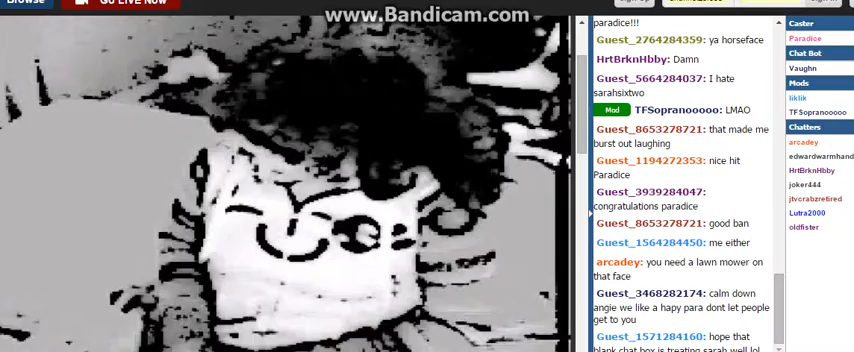 Browse
GO LIVE NOW
www.Bandicam.com
paradice!!!
Guest_2764284359: ya horseface
HrtBrknHbby: Damn
Guest_5664284037: I hate
sarahsixtwo
Mod TFSopranooooo: LMAO
Guest_8653278721: that made me
burst out laughing
Guest_1194272353: nice hit
Paradice
Guest_3939284047:
congratulations paradice
Guest_8653278721: good ban
Guest_1564284450: me either
arcadey: you need a lawn mower on
that face
Guest_3468282174: calm down
angie we like a hapy para dont let people
get to you
Guest_1571284160: hope that
blank chat box is treating sarah well lol
Caster
Paradice
Chat Bot
Vaughn
Mods
liklik
TFSopranooooo
Chatters
arcadey
edwardwarmhand
HrtBrknHbby
joker444
jtvcrabzretired
Lutra2000
oldfister